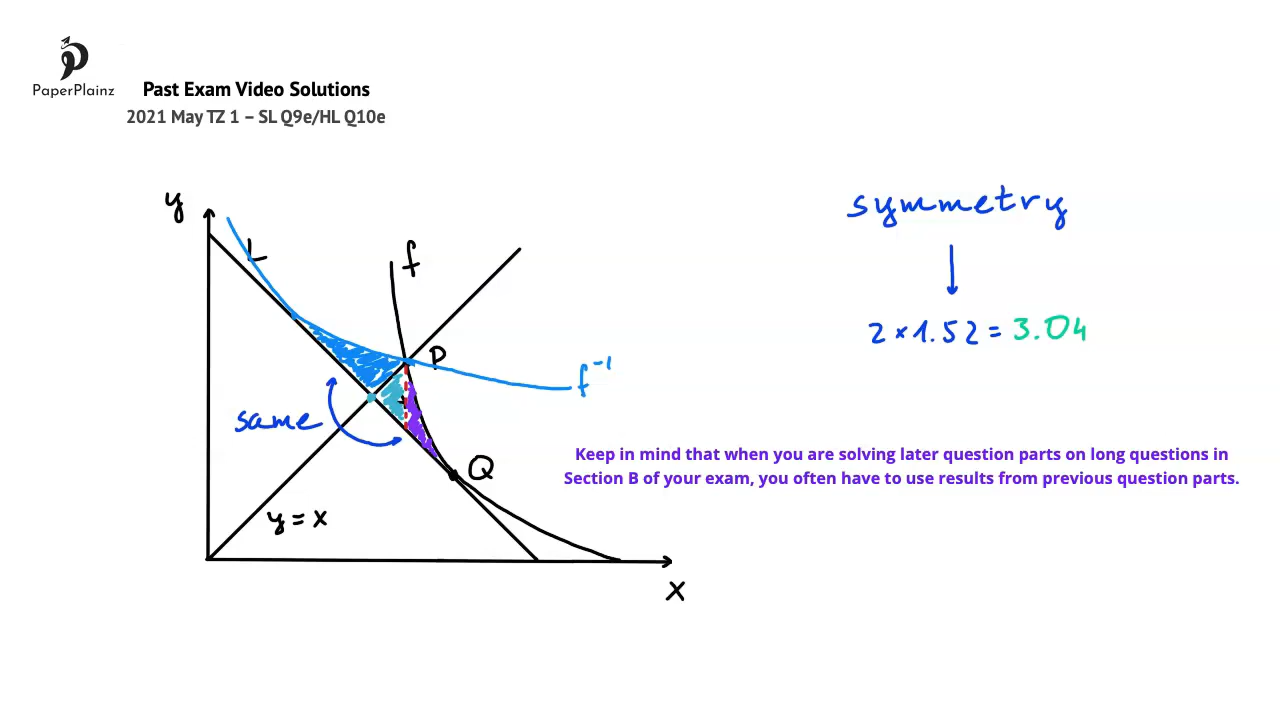 PaperPlainz
Past Exam Video Solutions
2021 May TZ 1 – SL Q9e/HL Q10e
y
L
f
P
f⁻¹
same
Q
y = x
x
symmetry
2 × 1.52 = 3.04
Keep in mind that when you are solving later question parts on long questions in
Section B of your exam, you often have to use results from previous question parts.